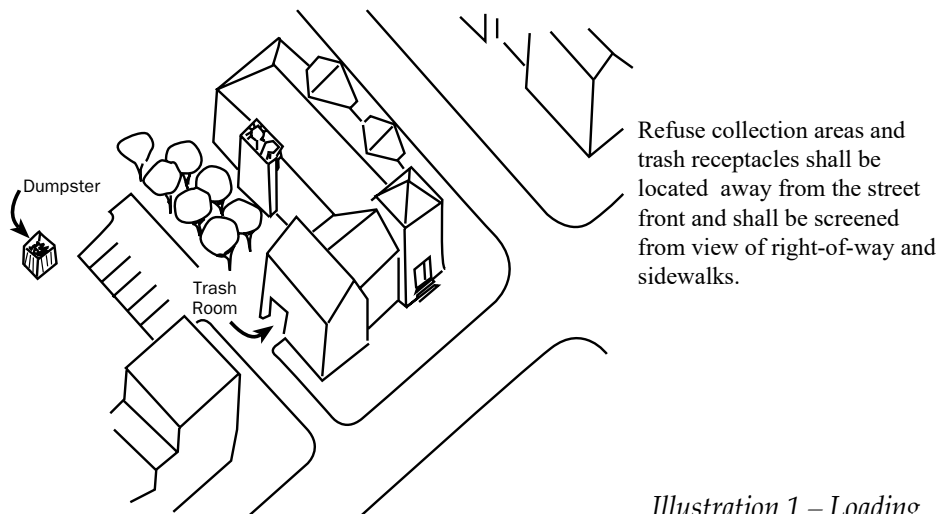 Dumpster
Trash
Room
Refuse collection areas and
trash receptacles shall be
located away from the street
front and shall be screened
from view of right-of-way and
sidewalks.
Illustration 1 – Loading